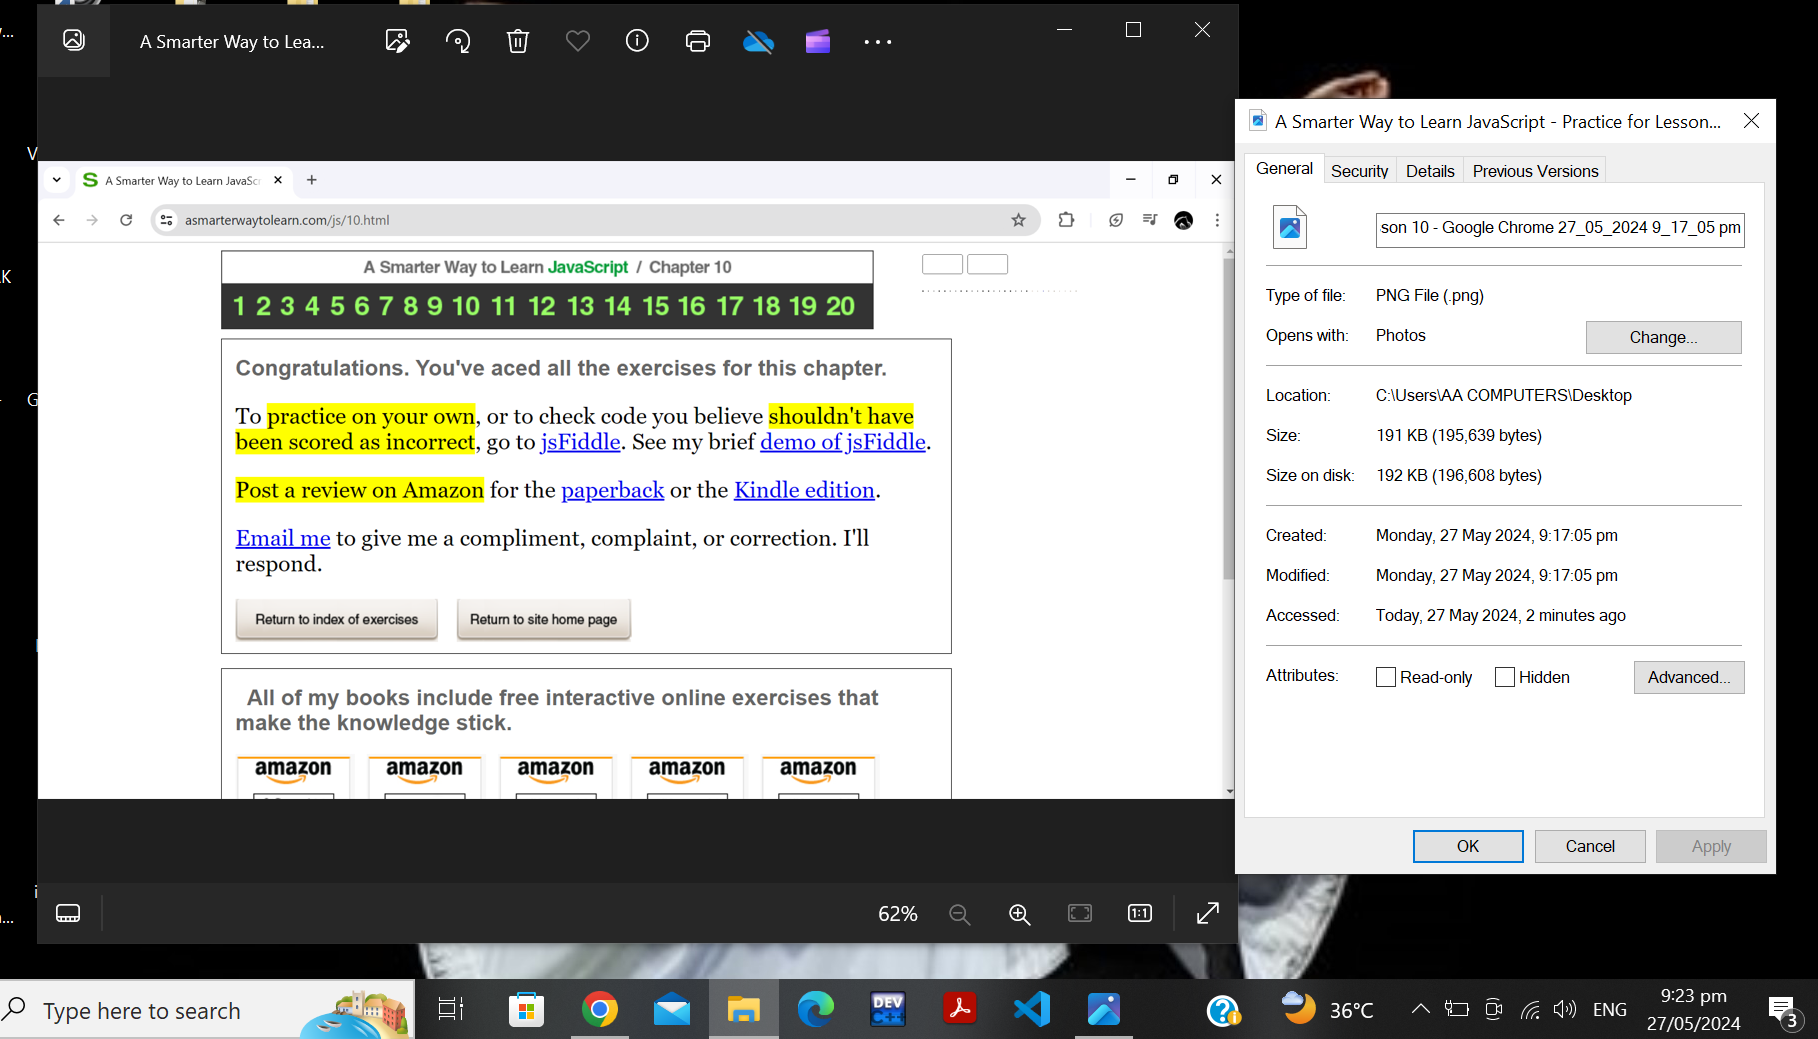 A Smarter Way to Lea...
A Smarter Way to Learn JavaSc
asmarterwaytolearn.com/js/10.html
A Smarter Way to Learn JavaScript / Chapter 10
1 2 3 4 5 6 7 8 9 10 11 12 13 14 15 16 17 18 19 20
Congratulations. You've aced all the exercises for this chapter.
To practice on your own, or to check code you believe shouldn't have
been scored as incorrect, go to jsFiddle. See my brief demo of jsFiddle.
Post a review on Amazon for the paperback or the Kindle edition.
Email me to give me a compliment, complaint, or correction. I'll
respond.
Return to index of exercises Return to site home page
All of my books include free interactive online exercises that
make the knowledge stick.
amazon amazon amazon amazon amazon
62%
1:1
A Smarter Way to Learn JavaScript - Practice for Lesson...
General Security Details Previous Versions
son 10 - Google Chrome 27_05_2024 9_17_05 pm
Type of file: PNG File (.png)
Opens with: Photos Change...
Location: C:\Users\AA COMPUTERS\Desktop
Size: 191 KB (195,639 bytes)
Size on disk: 192 KB (196,608 bytes)
Created: Monday, 27 May 2024, 9:17:05 pm
Modified: Monday, 27 May 2024, 9:17:05 pm
Accessed: Today, 27 May 2024, 2 minutes ago
Attributes: Read-only Hidden Advanced...
OK Cancel Apply
Type here to search
DEV
C++
36°C
ENG
9:23 pm
27/05/2024
3